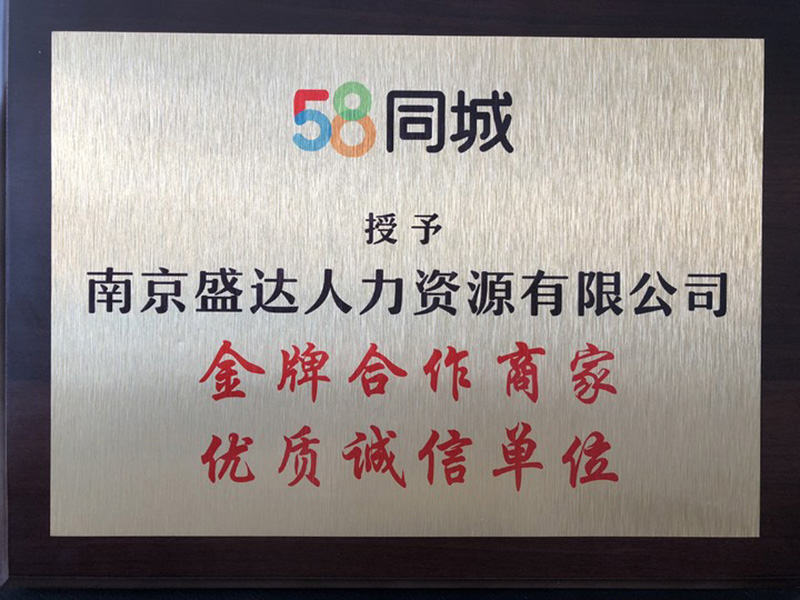 58同城
授予
南京盛达人力资源有限公司
金牌合作商家
优质诚信单位